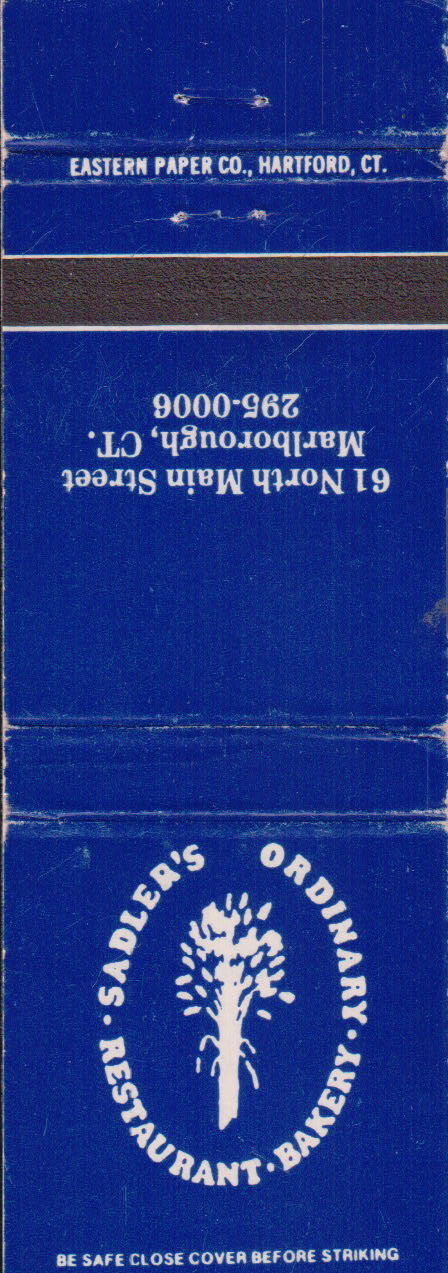 EASTERN PAPER CO., HARTFORD, CT.
61 North Main Street
Marlborough, CT.
295-0006
SADLER'S ORDINARY
· RESTAURANT · BAKERY ·
BE SAFE CLOSE COVER BEFORE STRIKING